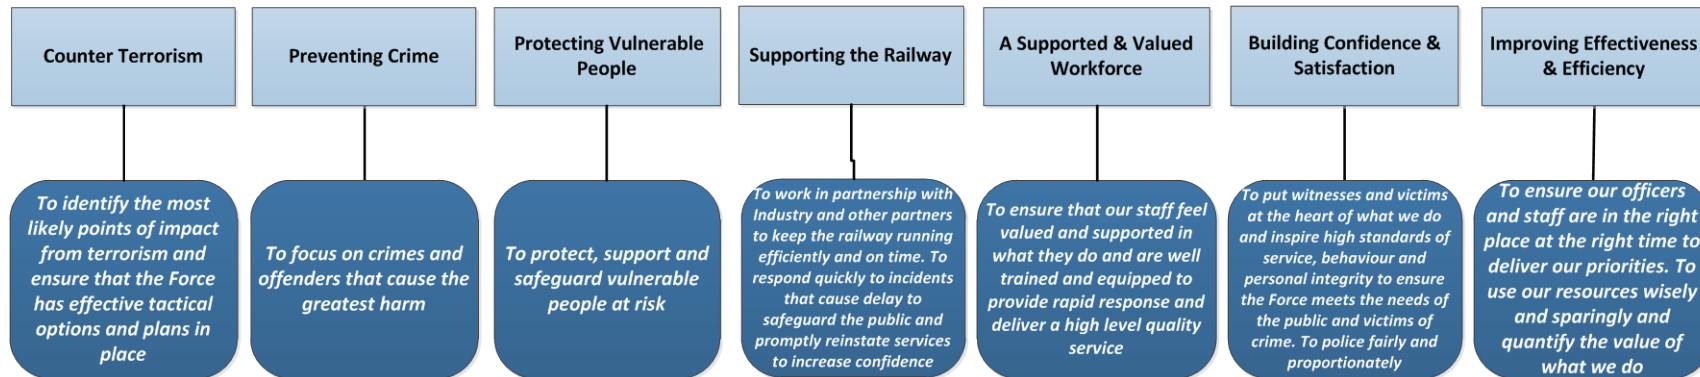 Counter Terrorism
To identify the most
likely points of impact
from terrorism and
ensure that the Force
has effective tactical
options and plans in
place
Preventing Crime
To focus on crimes and
offenders that cause the
greatest harm
Protecting Vulnerable
People
To protect, support and
safeguard vulnerable
people at risk
Supporting the Railway
To work in partnership with
Industry and other partners
to keep the railway running
efficiently and on time. To
respond quickly to incidents
that cause delay to
safeguard the public and
promptly reinstate services
to increase confidence
A Supported & Valued
Workforce
To ensure that our staff feel
valued and supported in
what they do and are well
trained and equipped to
provide rapid response and
deliver a high level quality
service
Building Confidence &
Satisfaction
To put witnesses and victims
at the heart of what we do
and inspire high standards of
service, behaviour and
personal integrity to ensure
the Force meets the needs of
the public and victims of
crime. To police fairly and
proportionately
Improving Effectiveness
& Efficiency
To ensure our officers
and staff are in the right
place at the right time to
deliver our priorities. To
use our resources wisely
and sparingly and
quantify the value of
what we do